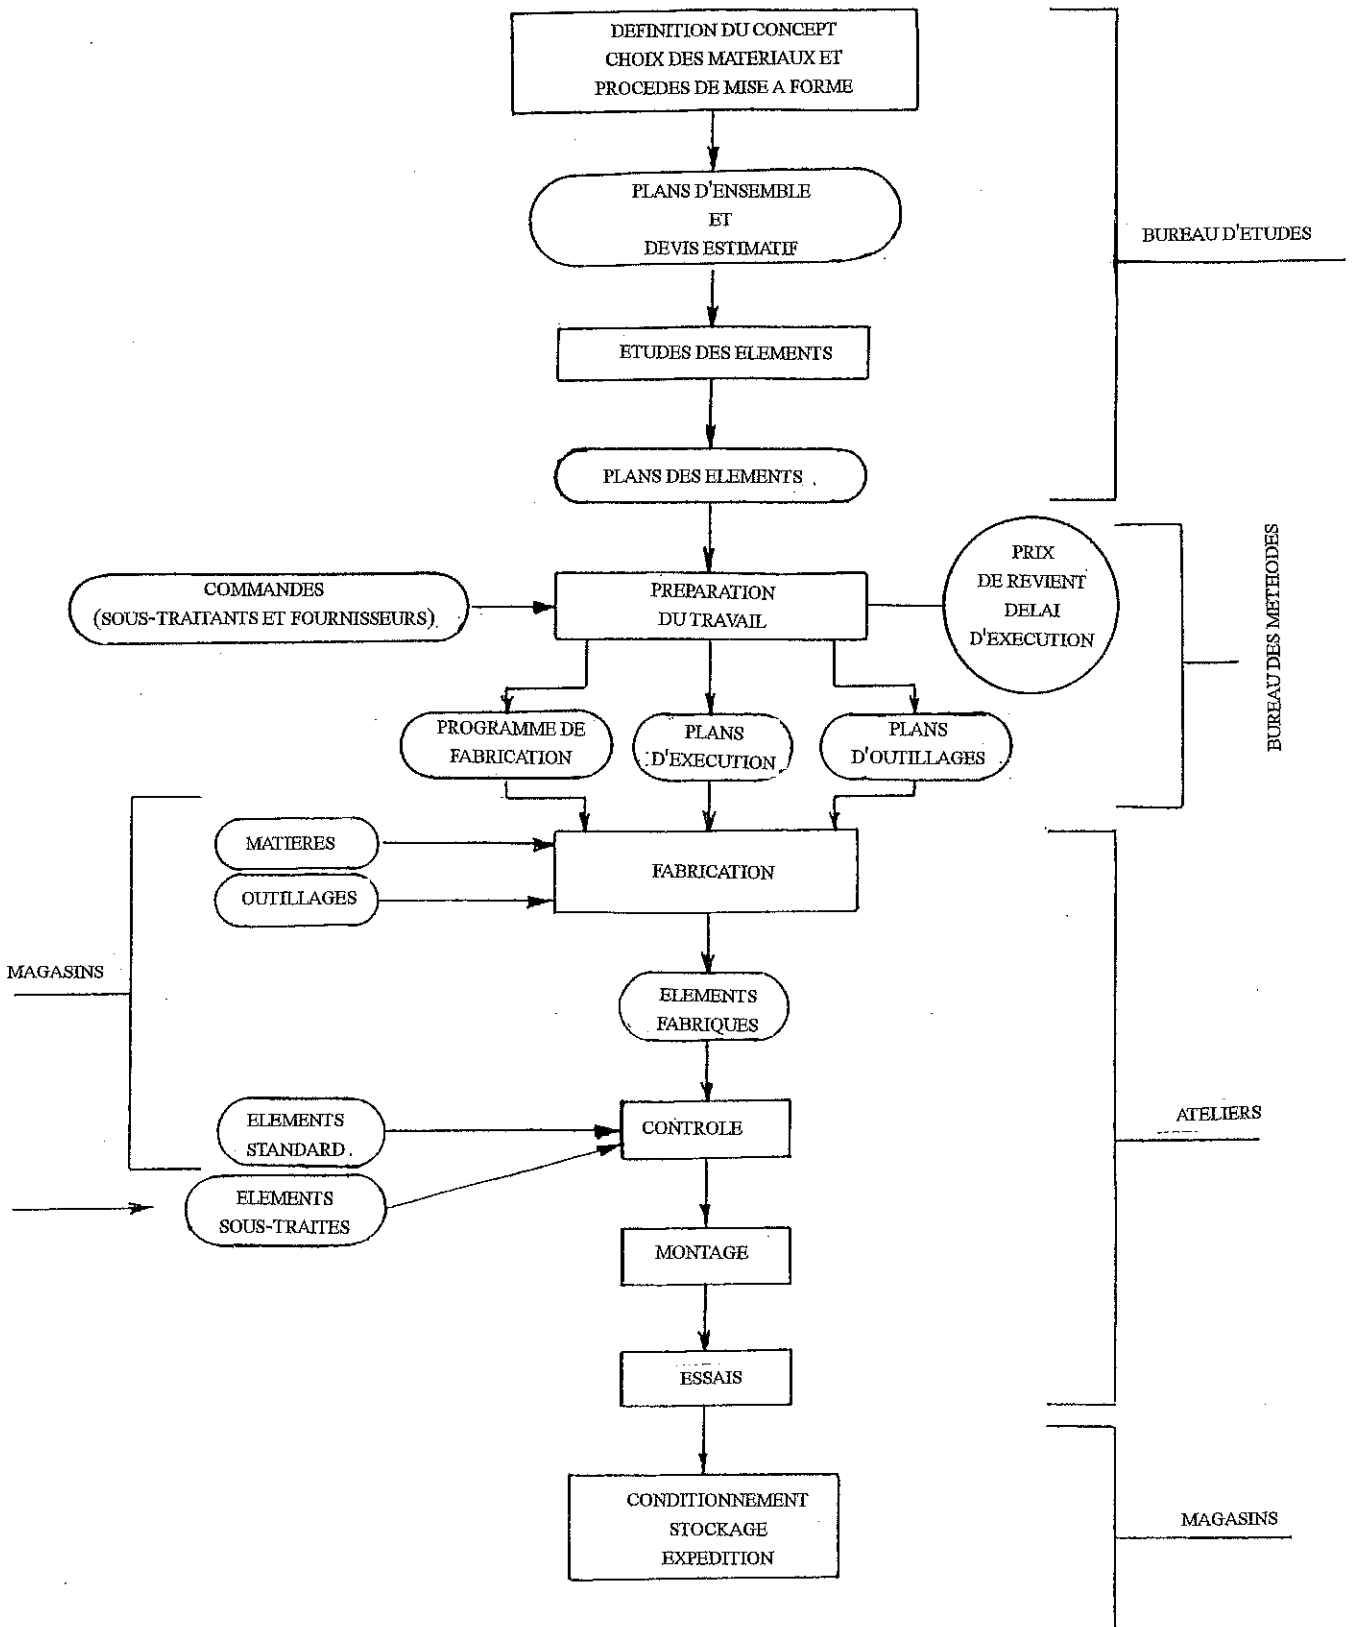 DEFINITION DU CONCEPT
CHOIX DES MATERIAUX ET
PROCEDES DE MISE A FORME
PLANS D'ENSEMBLE
ET
DEVIS ESTIMATIF
BUREAU D'ETUDES
ETUDES DES ELEMENTS
PLANS DES ELEMENTS
COMMANDES
(SOUS-TRAITANTS ET FOURNISSEURS)
PREPARATION
DU TRAVAIL
PRIX
DE REVIENT
DELAI
D'EXECUTION
BUREAU DES METHODES
PROGRAMME DE
FABRICATION
PLANS
D'EXECUTION
PLANS
D'OUTILLAGES
MATIERES
OUTILLAGES
FABRICATION
MAGASINS
ELEMENTS
FABRIQUES
ELEMENTS
STANDARD
CONTROLE
ATELIERS
ELEMENTS
SOUS-TRAITES
MONTAGE
ESSAIS
CONDITIONNEMENT
STOCKAGE
EXPEDITION
MAGASINS